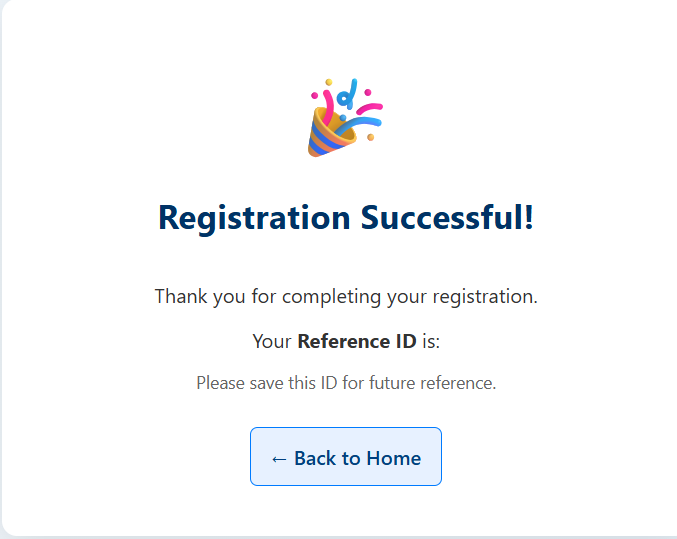 Registration Successful!
Thank you for completing your registration.
Your Reference ID is:
Please save this ID for future reference.
← Back to Home